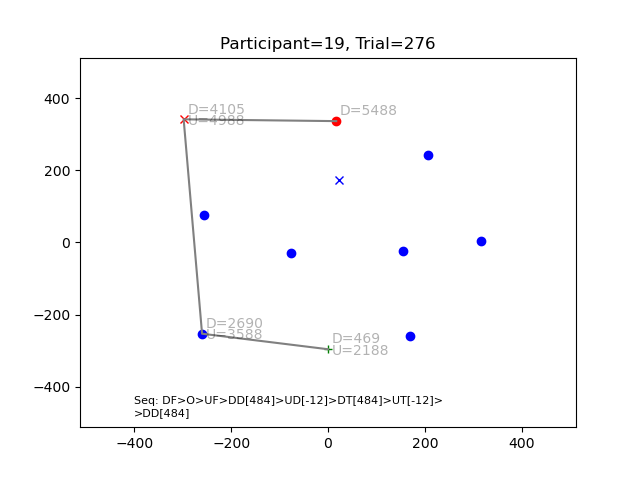 Participant=19, Trial=276
400
200
0
−200
−400
D=4105
U=4988
D=5488
D=2690
U=3588
D=469
U=2188
Seq: DF>O>UF>DD[484]>UD[-12]>DT[484]>UT[-12]>
>DD[484]
−400
−200
0
200
400